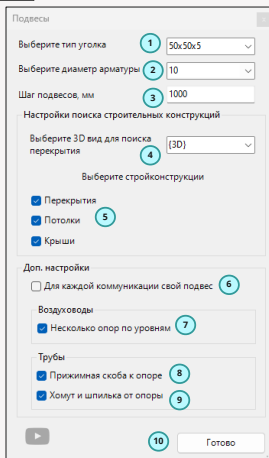 Подвесы
Выберите тип уголка 1 50x50x5
Выберите диаметр арматуры 2 10
Шаг подвесов, мм 3 1000
Настройки поиска строительных конструкций
Выберите 3D вид для поиска
перекрытия 4 {3D}
Выберите стройконструкции
Перекрытия
Потолки 5
Крыши
Доп. настройки
Для каждой коммуникации свой подвес 6
Воздуховоды
Несколько опор по уровням 7
Трубы
Прижимная скоба к опоре 8
Хомут и шпилька от опоры 9
10 Готово